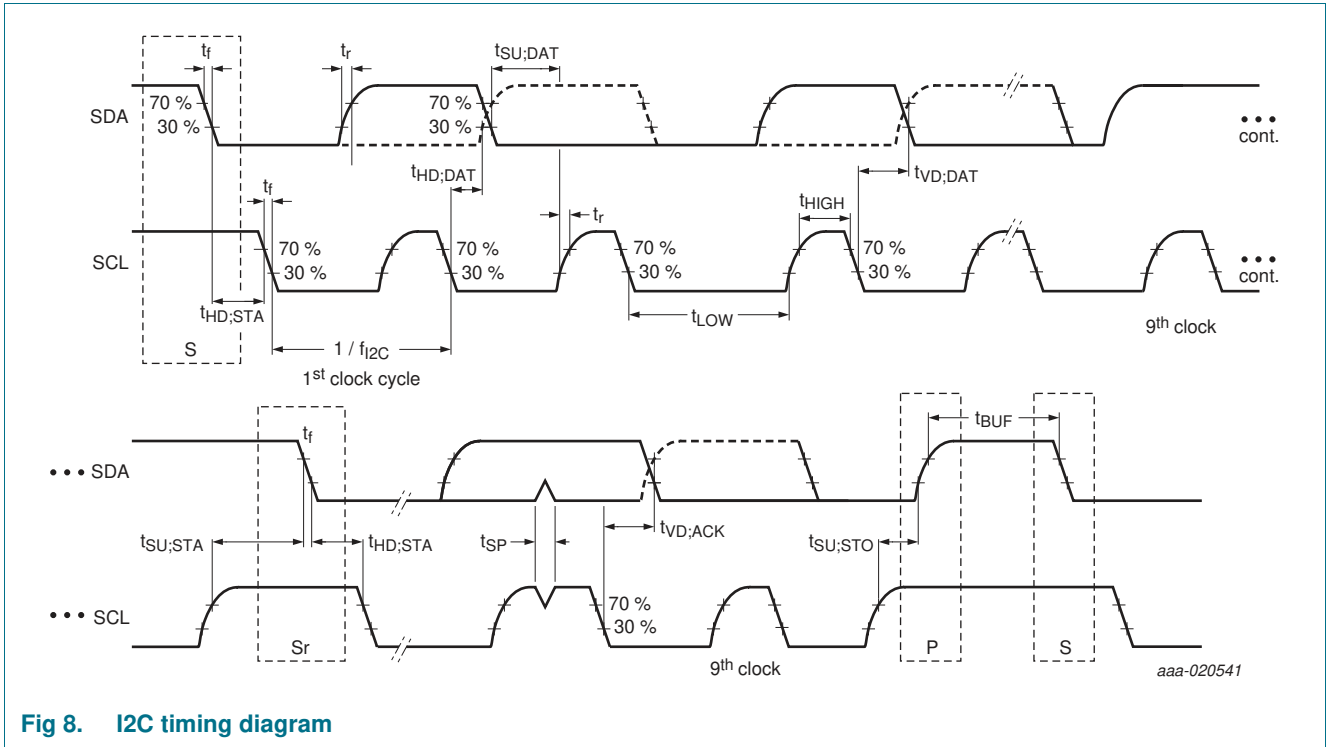 tf
tr
tSU;DAT
SDA
70 %
30 %
70 %
30 %
• • •
cont.
tHD;DAT
tVD;DAT
tf
tr
tHIGH
SCL
70 %
30 %
70 %
30 %
70 %
30 %
70 %
30 %
• • •
cont.
tHD;STA
tLOW
9th clock
S
1 / fI2C
1st clock cycle
tf
tBUF
• • • SDA
tSU;STA
tHD;STA
tSP
tVD;ACK
tSU;STO
• • • SCL
70 %
30 %
Sr
9th clock
P
S
aaa-020541
Fig 8. I2C timing diagram